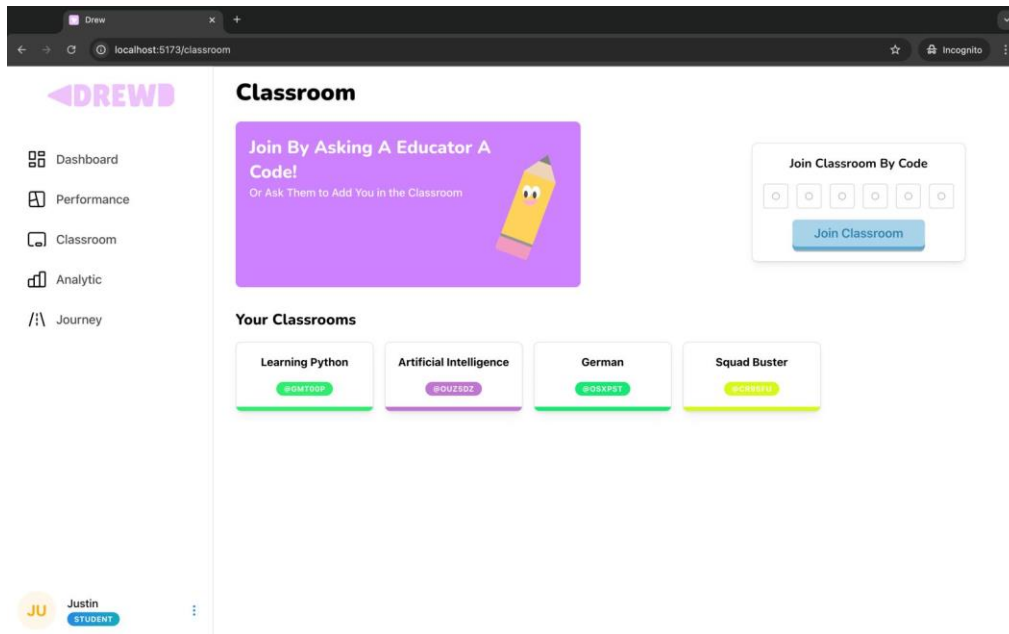 Drew
localhost:5173/classroom
Incognito
DREWD
Classroom
Dashboard
Performance
Classroom
Analytic
Journey
Join By Asking A Educator A
Code!
Or Ask Them to Add You in the Classroom
Join Classroom By Code
Join Classroom
Your Classrooms
Learning Python
@GMT00P
Artificial Intelligence
@OUZSDZ
German
@OSXPST
Squad Buster
JU
Justin
STUDENT